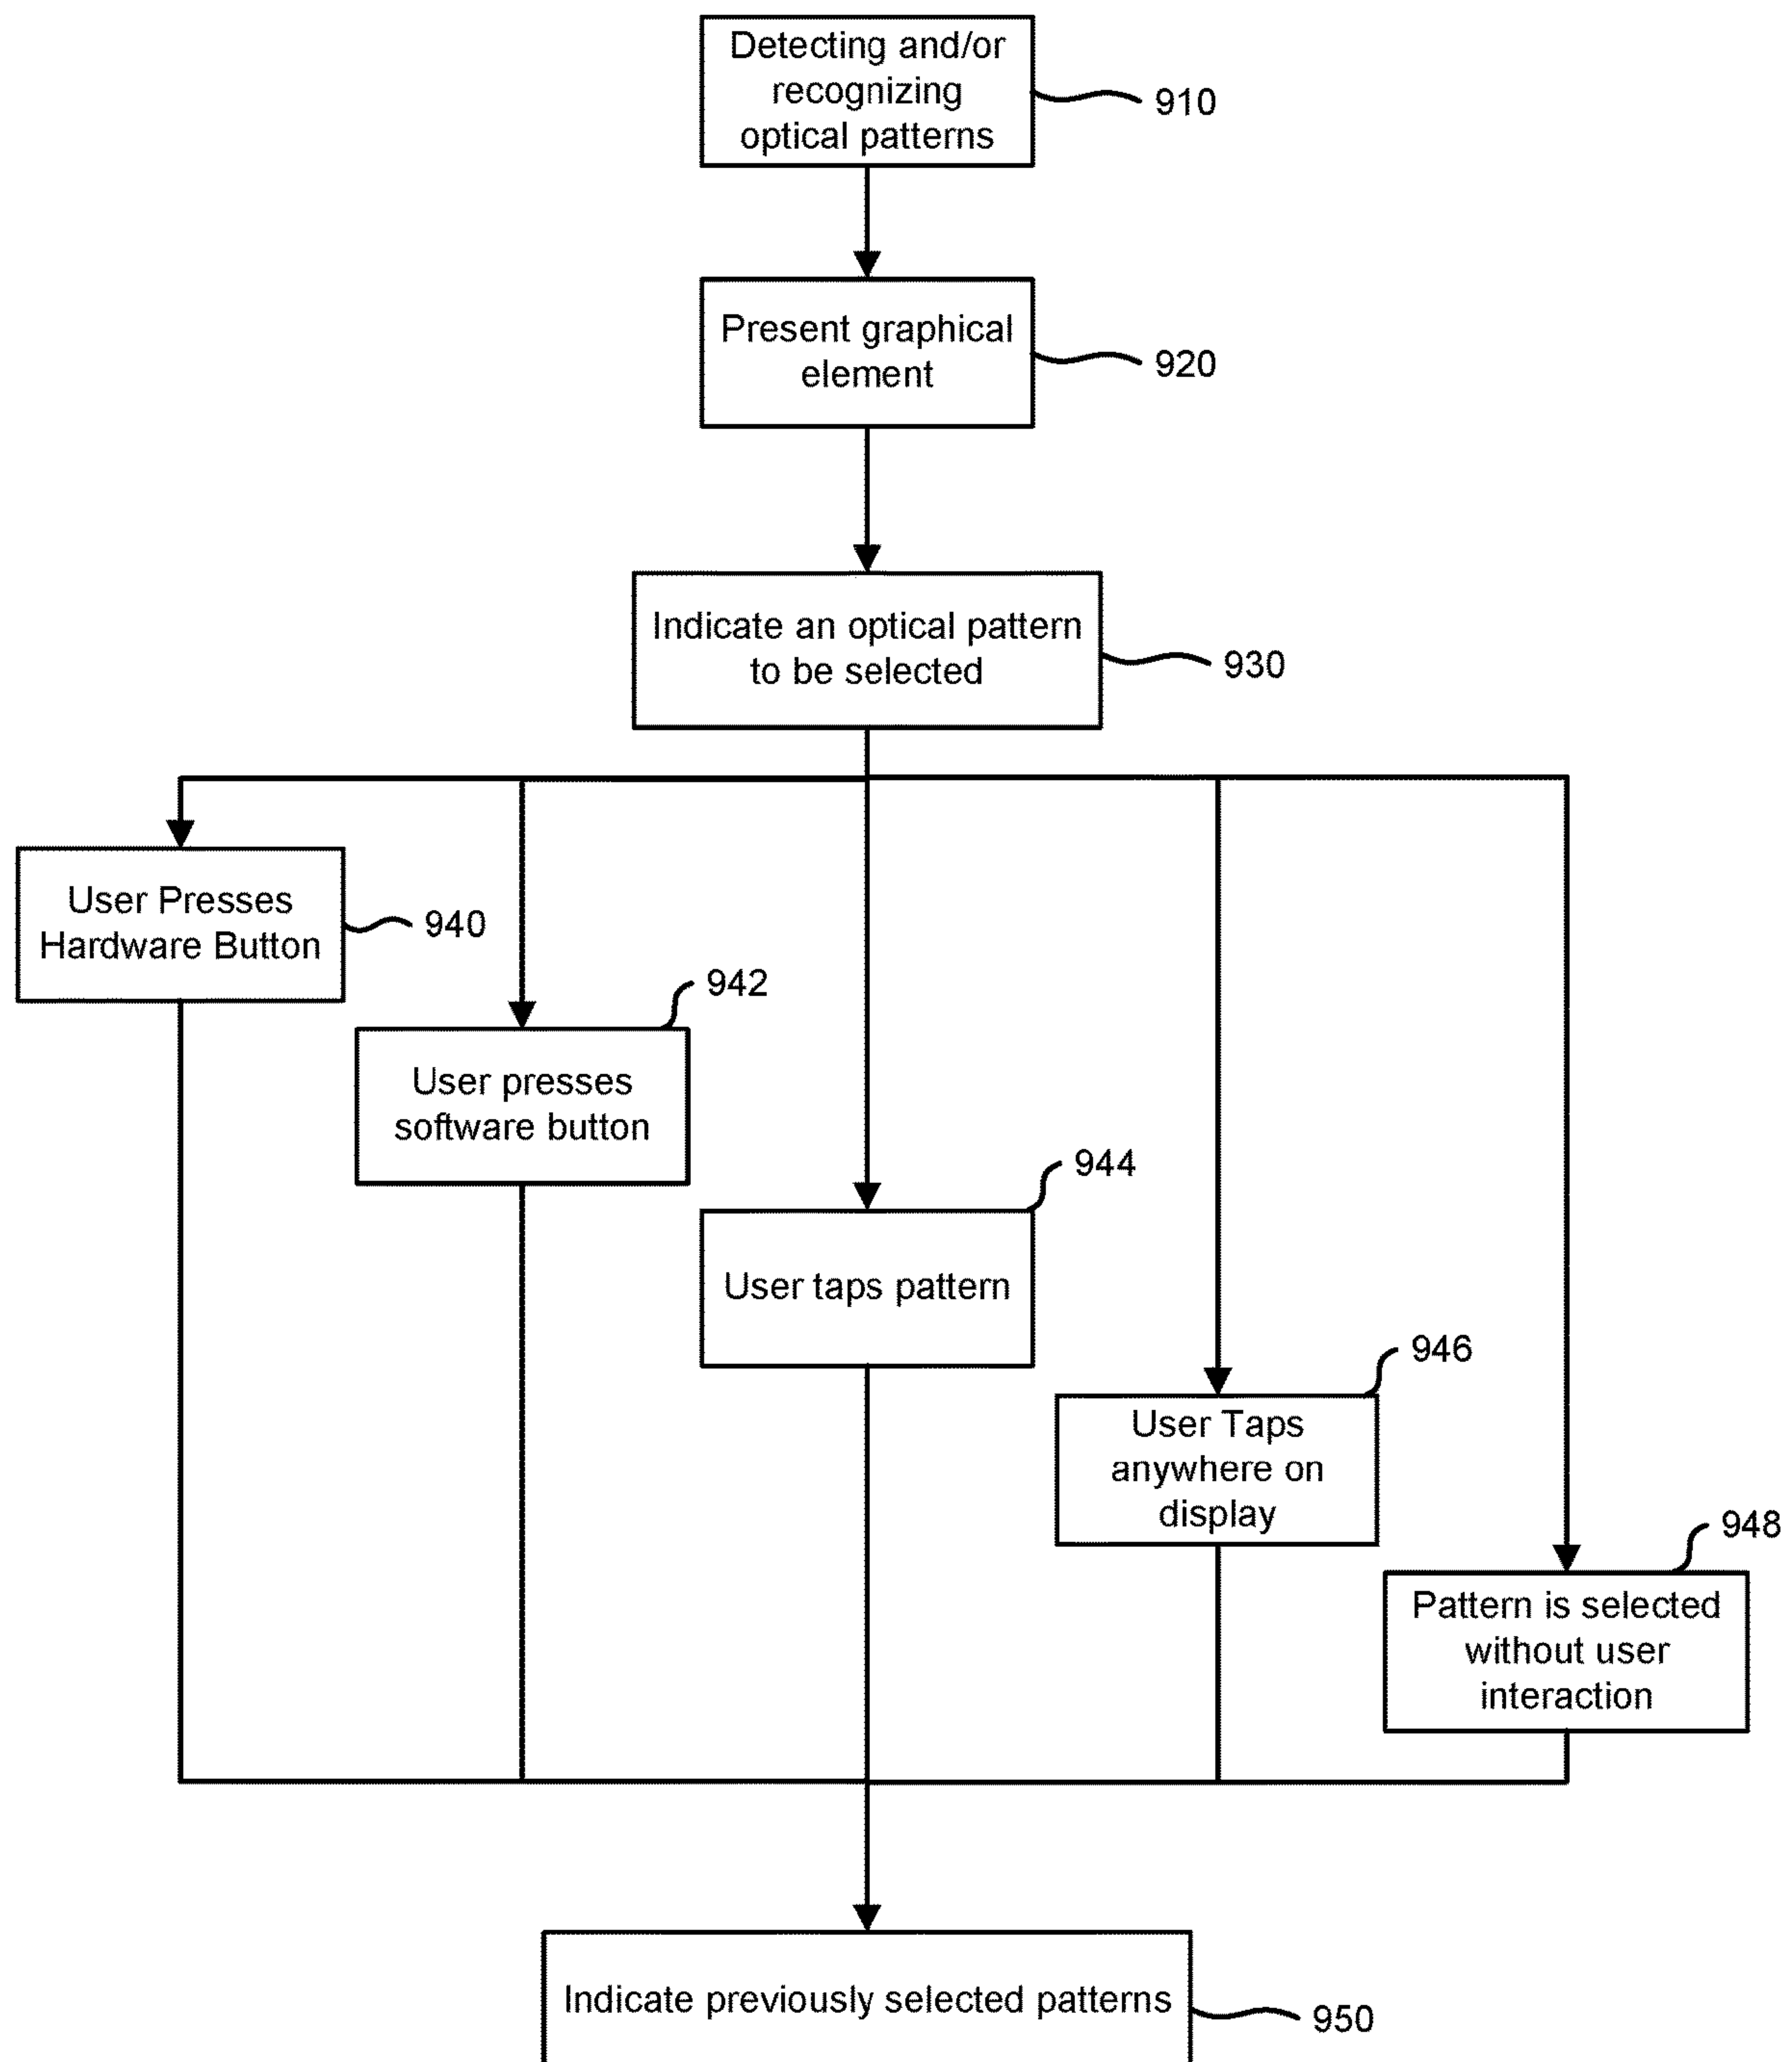 Detecting and/or
recognizing
optical patterns
910
Present graphical
element
920
Indicate an optical pattern
to be selected
930
User Presses
Hardware Button
940
942
User presses
software button
944
User taps pattern
946
User Taps
anywhere on
display
948
Pattern is selected
without user
interaction
Indicate previously selected patterns
950